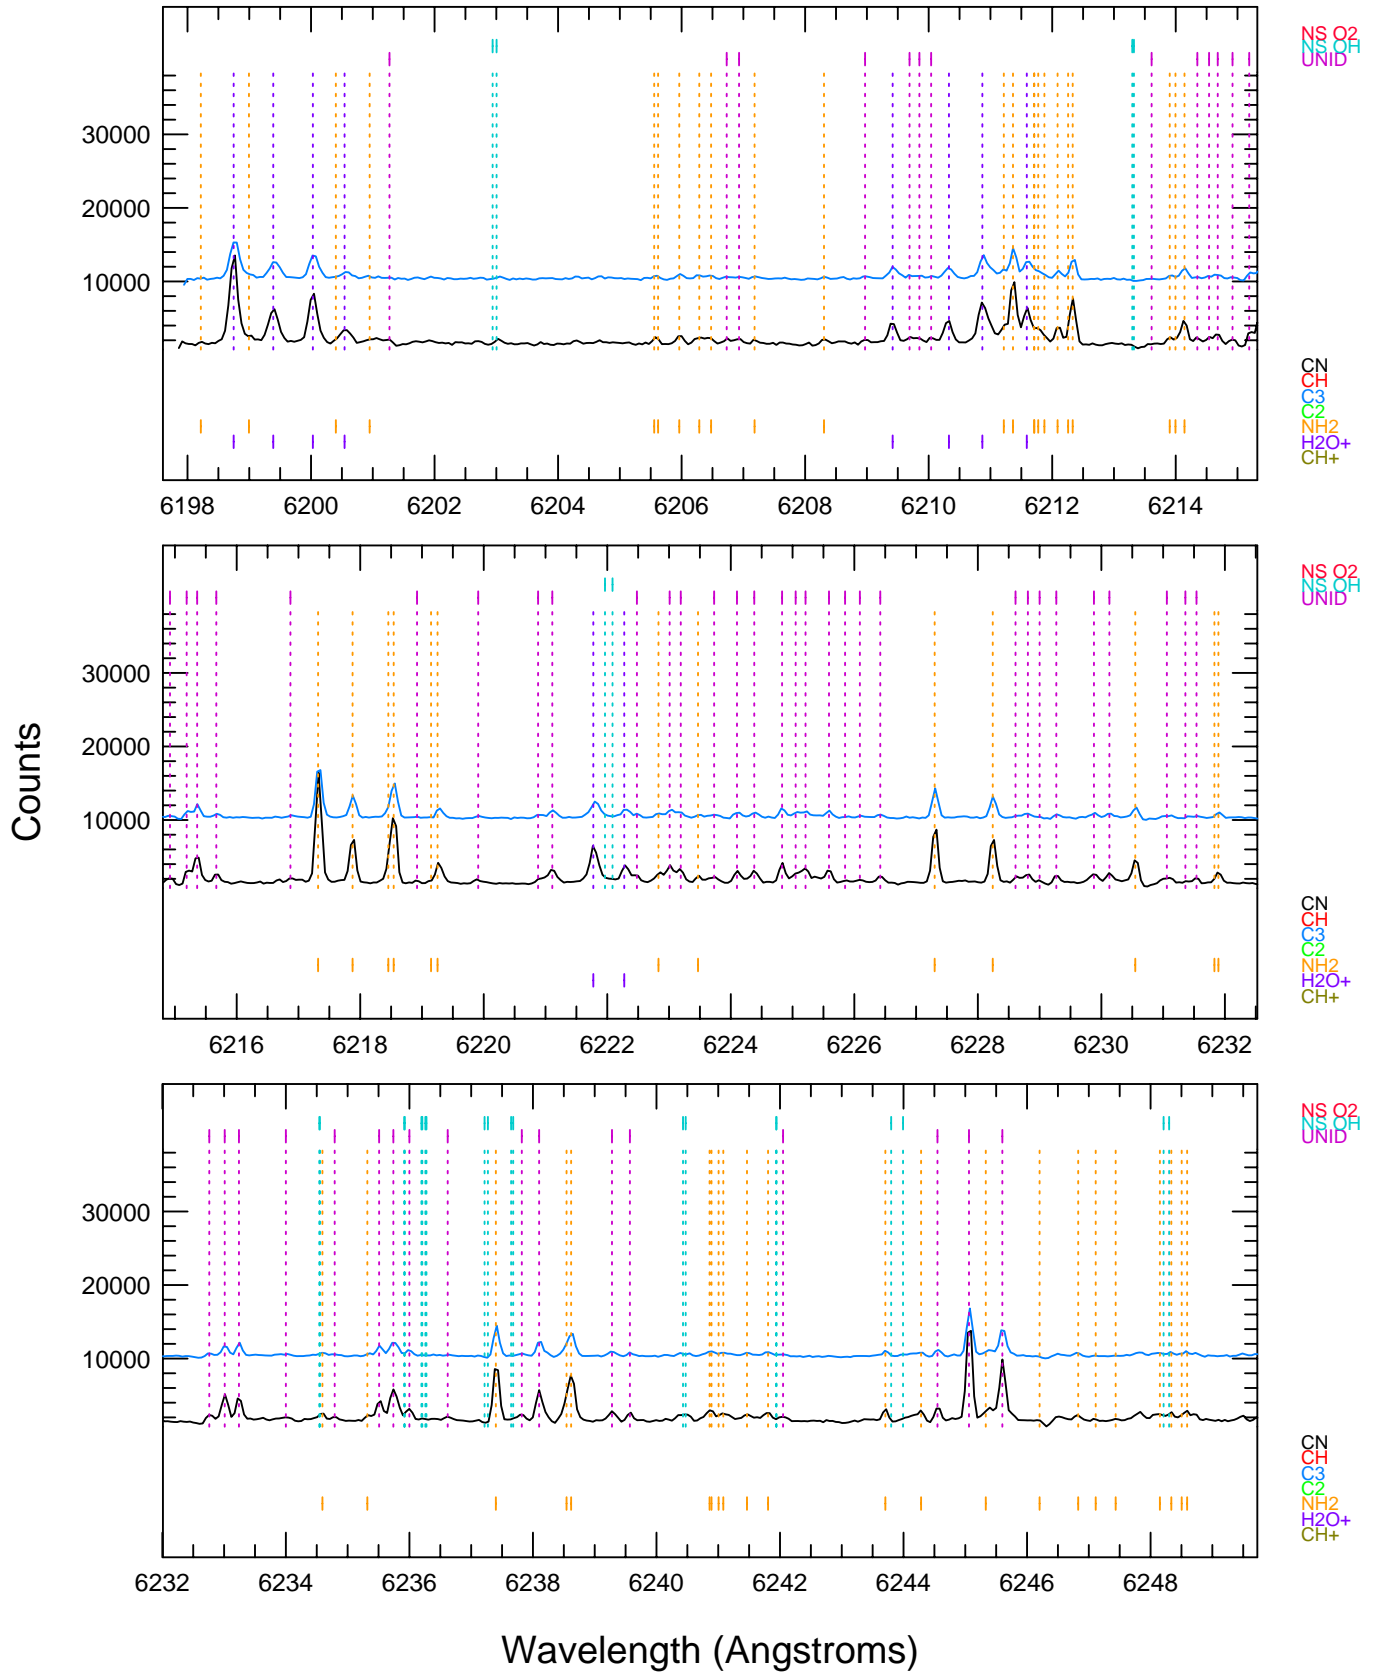 NS O2
NS OH
UNID
30000
20000
10000
CN
CH
C3
C2
NH2
H2O+
CH+
6198 6200 6202 6204 6206 6208 6210 6212 6214
NS O2
NS OH
UNID
30000
20000
10000
Counts
CN
CH
C3
C2
NH2
H2O+
CH+
6216 6218 6220 6222 6224 6226 6228 6230 6232
NS O2
NS OH
UNID
30000
20000
10000
CN
CH
C3
C2
NH2
H2O+
CH+
6232 6234 6236 6238 6240 6242 6244 6246 6248
Wavelength (Angstroms)